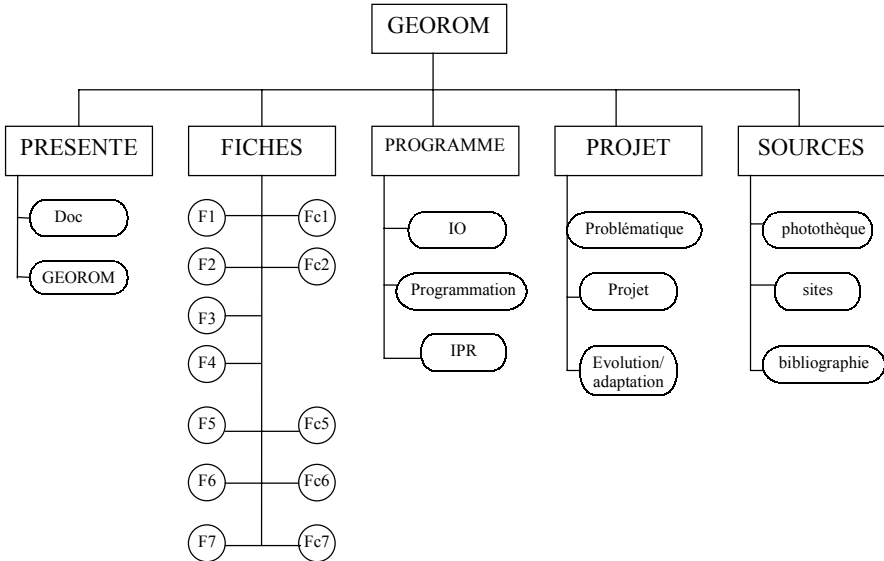 GEOROM
PRESENTE
FICHES
PROGRAMME
PROJET
SOURCES
Doc
GEOROM
F1
Fc1
F2
Fc2
F3
F4
F5
Fc5
F6
Fc6
F7
Fc7
IO
Programmation
IPR
Problématique
Projet
Evolution/
adaptation
photothèque
sites
bibliographie